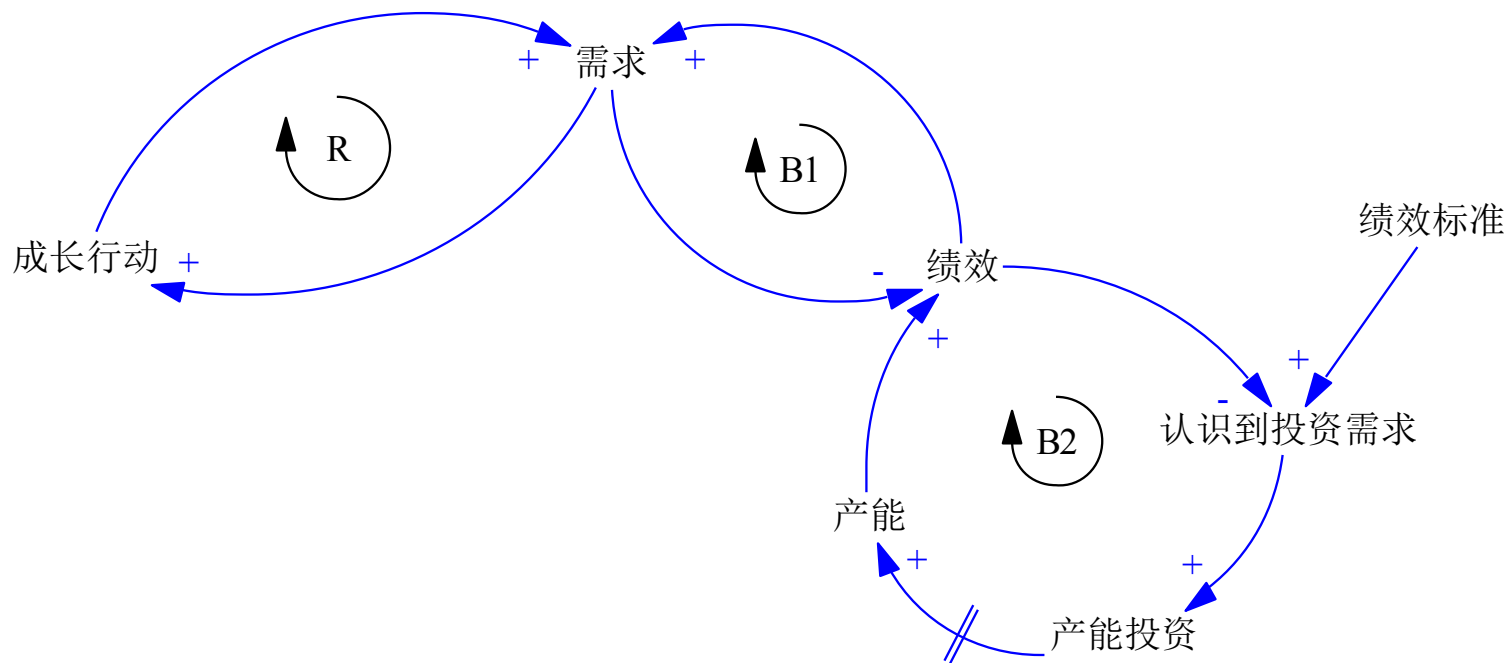 需求
+
+
R
B1
成长行动
+
绩效标准
-
绩效
+
+
-
认识到投资需求
B2
产能
+
+
产能投资